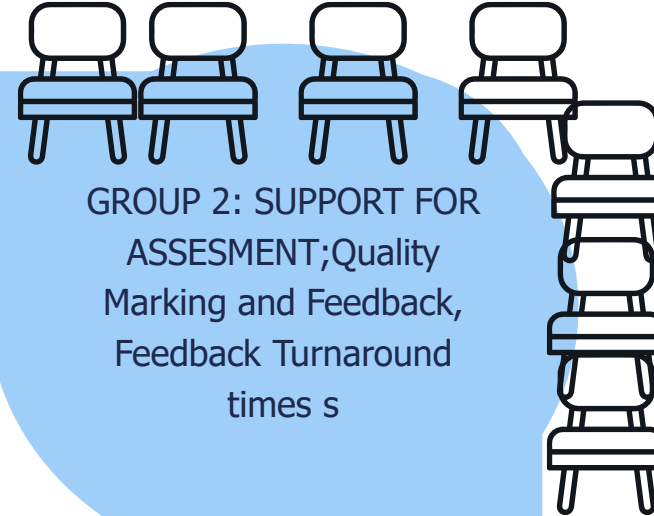 GROUP 2: SUPPORT FOR
ASSESMENT;Quality
Marking and Feedback,
Feedback Turnaround
times s